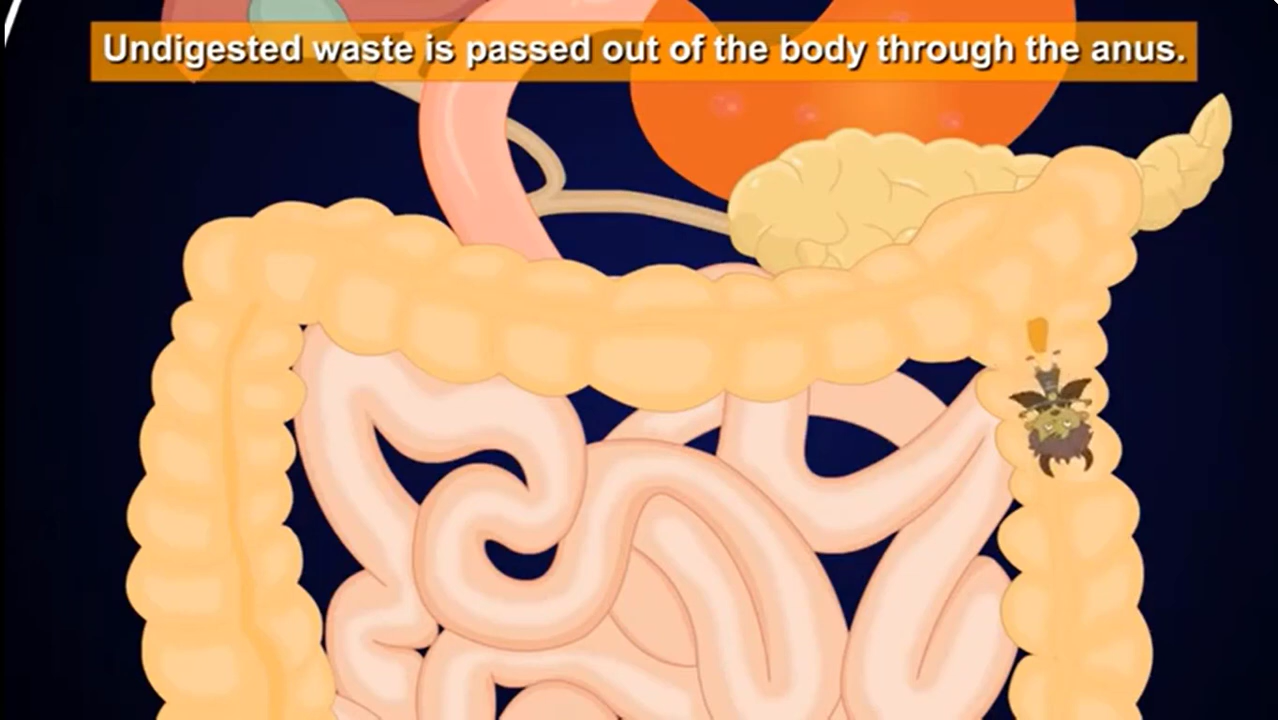 Undigested waste is passed out of the body through the anus.